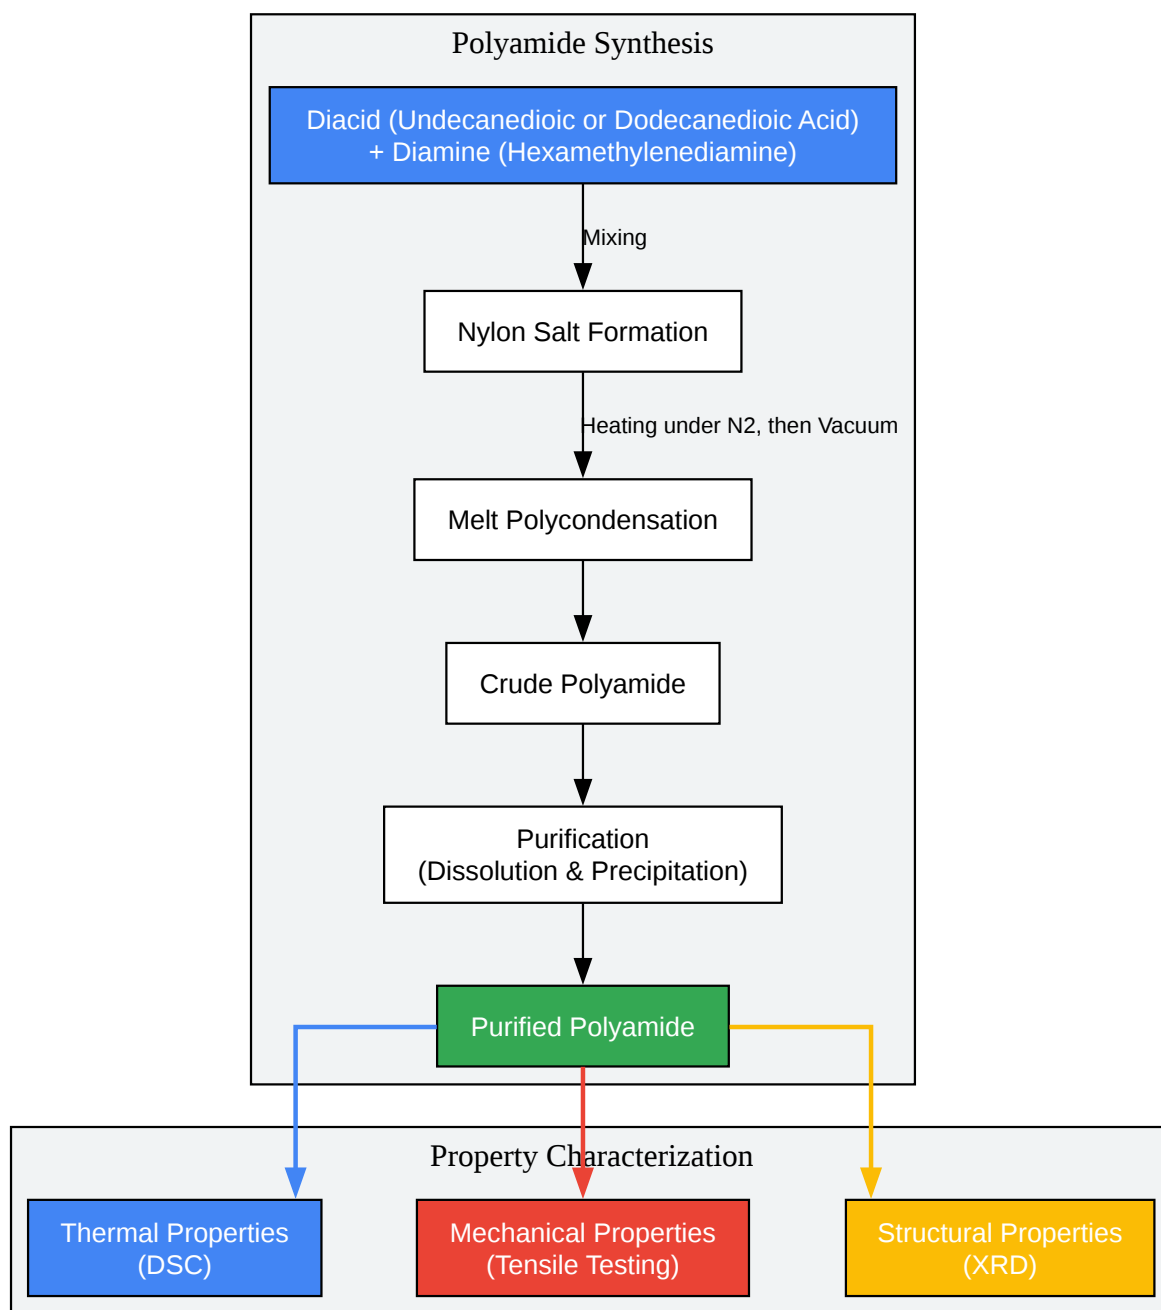 Polyamide Synthesis
Diacid (Undecanedioic or Dodecanedioic Acid)
+ Diamine (Hexamethylenediamine)
Mixing
Nylon Salt Formation
Heating under N2, then Vacuum
Melt Polycondensation
Crude Polyamide
Purification
(Dissolution & Precipitation)
Purified Polyamide
Property Characterization
Thermal Properties
(DSC)
Mechanical Properties
(Tensile Testing)
Structural Properties
(XRD)